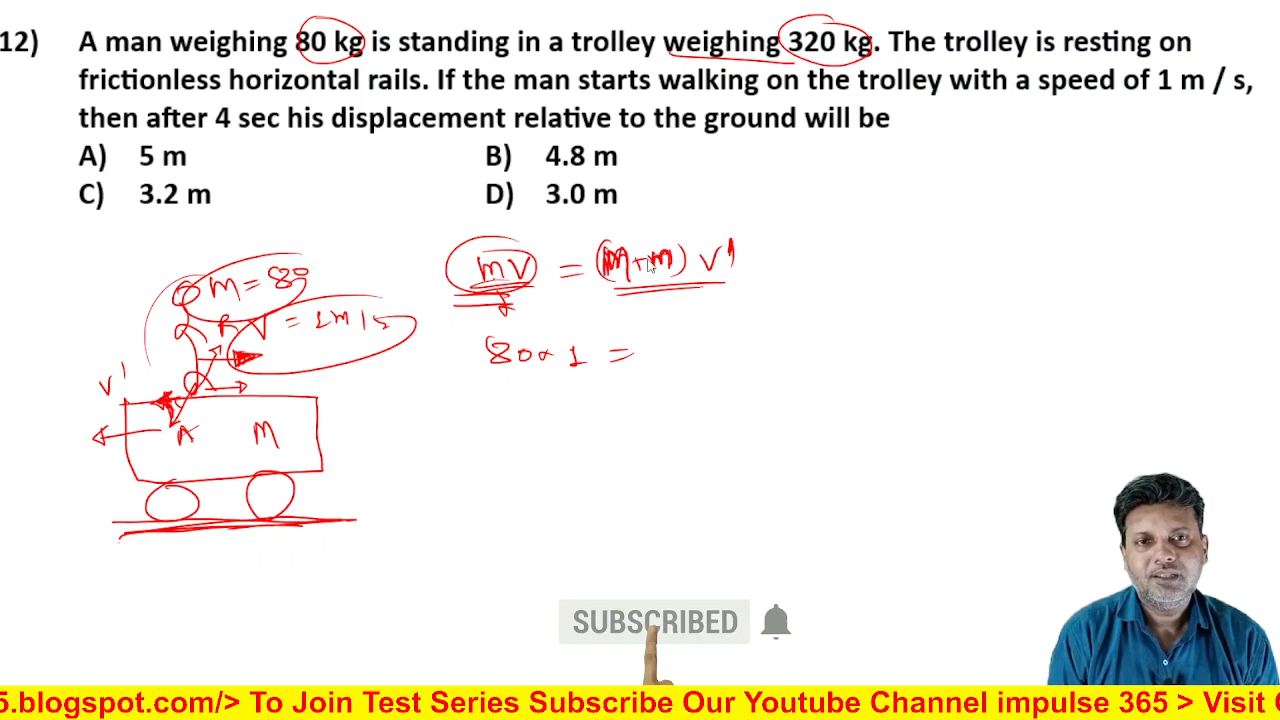 12) A man weighing 80 kg is standing in a trolley weighing 320 kg. The trolley is resting on
frictionless horizontal rails. If the man starts walking on the trolley with a speed of 1 m / s,
then after 4 sec his displacement relative to the ground will be
A) 5 m B) 4.8 m
C) 3.2 m D) 3.0 m
mv = (M+m) v'
m = 80
v = 1m/s
80 × 1 =
v'
A M
SUBSCRIBED
5.blogspot.com/> To Join Test Series Subscribe Our Youtube Channel impulse 365 > Visit